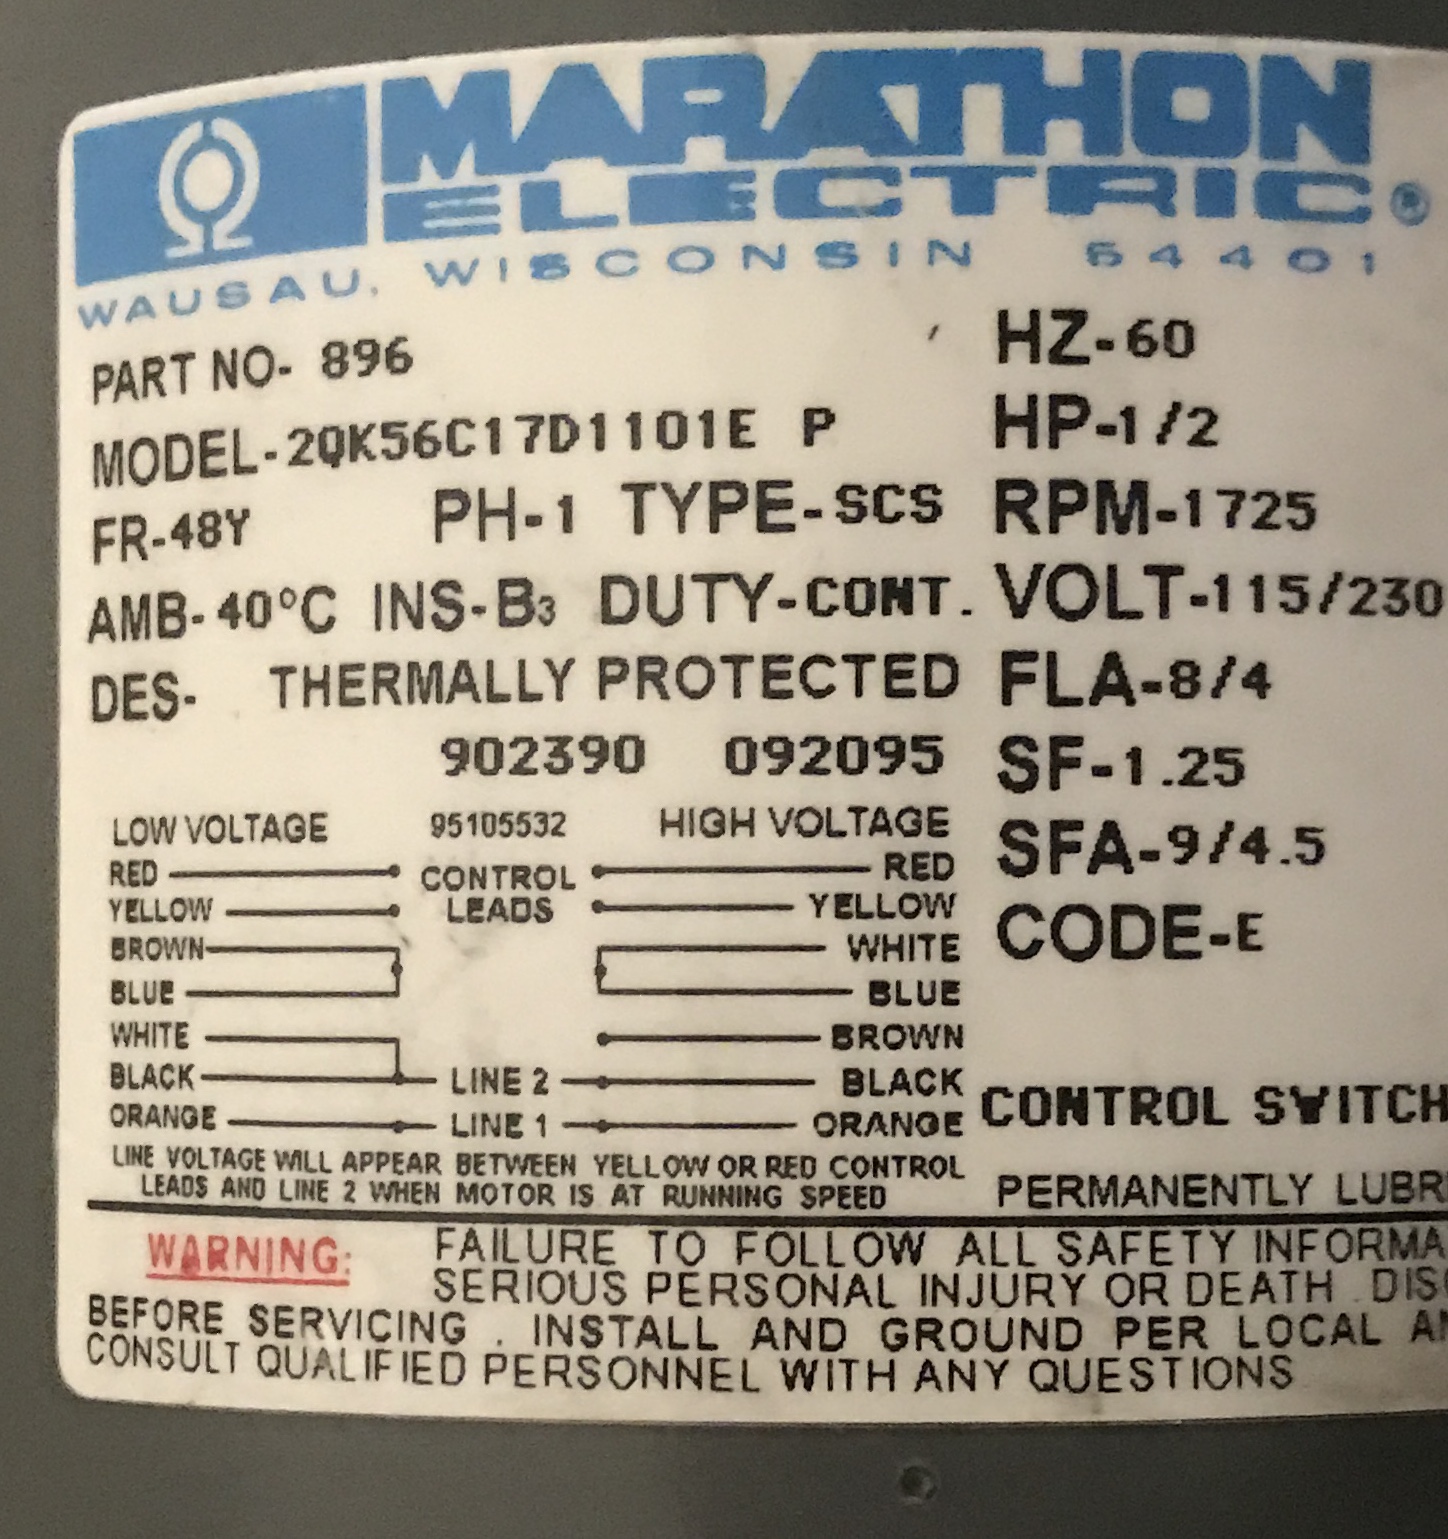 MARATHON
ELECTRIC®
WAUSAU, WISCONSIN 54401
PART NO- 896
HZ-60
MODEL-2QK56C17D1101E P
HP-1/2
FR-48Y PH-1 TYPE-SCS
RPM-1725
AMB-40°C INS-B3 DUTY-CONT.
VOLT-115/230
DES- THERMALLY PROTECTED
FLA-8/4
902390 092095
SF-1.25
LOW VOLTAGE 95105532 HIGH VOLTAGE
SFA-9/4.5
RED CONTROL RED
YELLOW LEADS YELLOW
CODE-E
BROWN WHITE
BLUE BLUE
WHITE BROWN
BLACK LINE 2 BLACK
ORANGE LINE 1 ORANGE
CONTROL SWITCH
LINE VOLTAGE WILL APPEAR BETWEEN YELLOW OR RED CONTROL
LEADS AND LINE 2 WHEN MOTOR IS AT RUNNING SPEED
PERMANENTLY LUBR
WARNING: FAILURE TO FOLLOW ALL SAFETY INFORMA
SERIOUS PERSONAL INJURY OR DEATH. DISC
BEFORE SERVICING. INSTALL AND GROUND PER LOCAL AN
CONSULT QUALIFIED PERSONNEL WITH ANY QUESTIONS